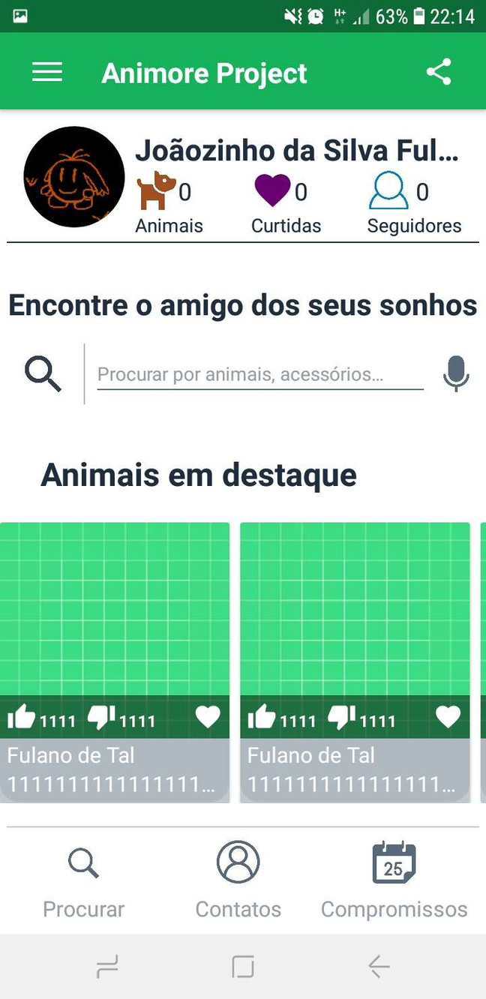 H+ 63% 22:14
Animore Project
Joãozinho da Silva Ful...
0 0 0
Animais Curtidas Seguidores
Encontre o amigo dos seus sonhos
Procurar por animais, acessórios...
Animais em destaque
1111 1111 1111 1111
Fulano de Tal Fulano de Tal
11111111111111111... 11111111111111111...
25
Procurar Contatos Compromissos